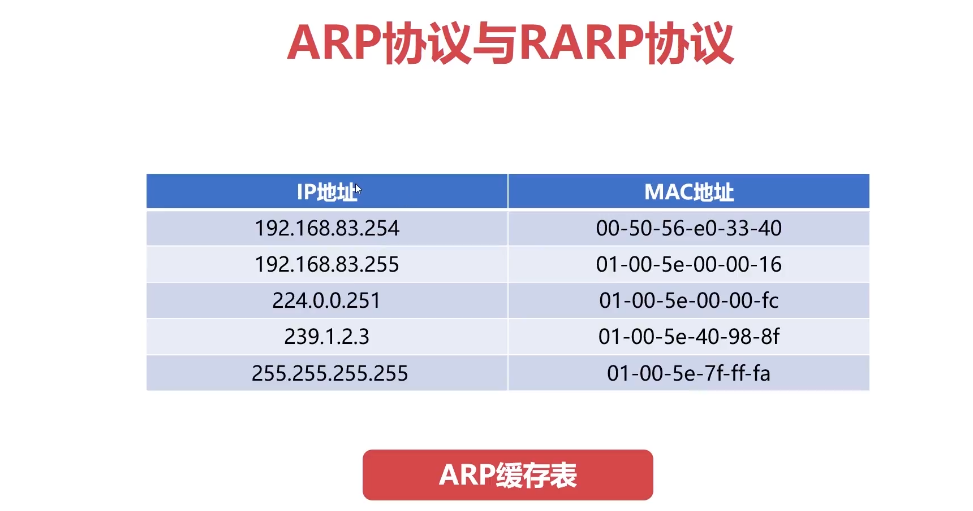 ARP协议与RARP协议
IP地址 MAC地址
192.168.83.254 00-50-56-e0-33-40
192.168.83.255 01-00-5e-00-00-16
224.0.0.251 01-00-5e-00-00-fc
239.1.2.3 01-00-5e-40-98-8f
255.255.255.255 01-00-5e-7f-ff-fa
ARP缓存表